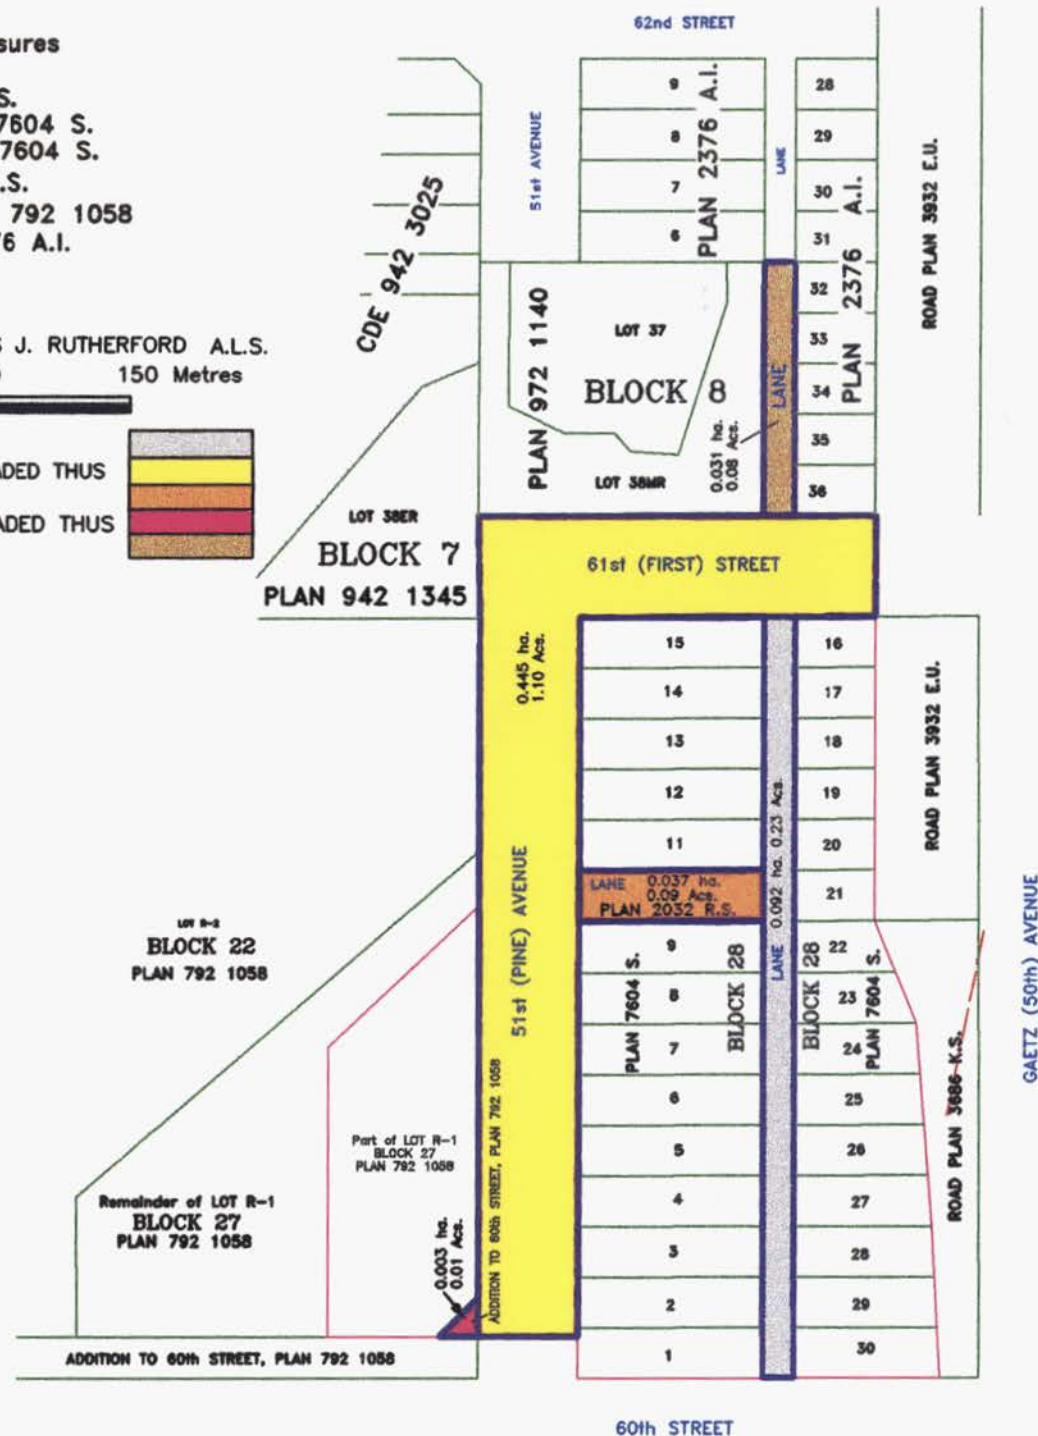 sures
S.
7604 S.
7604 S.
.S.
792 1058
6 A.I.
J. RUTHERFORD A.L.S.
150 Metres
ADED THUS
ADED THUS
62nd STREET
51st AVENUE
9
8
7
6
PLAN 2376 A.I.
LANE
28
29
30
31
32
33
34
35
36
PLAN 2376 A.I.
ROAD PLAN 3932 E.U.
CDE 942 3025
PLAN 972 1140
LOT 37
BLOCK 8
LOT 38MR
0.031 ha.
0.08 Acs.
LANE
LOT 38ER
BLOCK 7
PLAN 942 1345
61st (FIRST) STREET
0.445 ha.
1.10 Acs.
15
14
13
12
11
16
17
18
19
20
21
ROAD PLAN 3932 E.U.
LANE 0.037 ha.
0.09 Acs.
PLAN 2032 R.S.
LANE 0.092 ha. 0.23 Acs.
51st (PINE) AVENUE
LOT R-2
BLOCK 22
PLAN 792 1058
9
8
7
6
5
4
3
2
1
PLAN 7604 S.
BLOCK 28
BLOCK 28
PLAN 7604 S.
22
23
24
25
26
27
28
29
30
ROAD PLAN 3686 K.S.
GAETZ (50th) AVENUE
Part of LOT R-1
BLOCK 27
PLAN 792 1058
Remainder of LOT R-1
BLOCK 27
PLAN 792 1058
0.003 ha.
0.01 Acs.
ADDITION TO 60th STREET, PLAN 792 1058
ADDITION TO 60th STREET, PLAN 792 1058
60th STREET